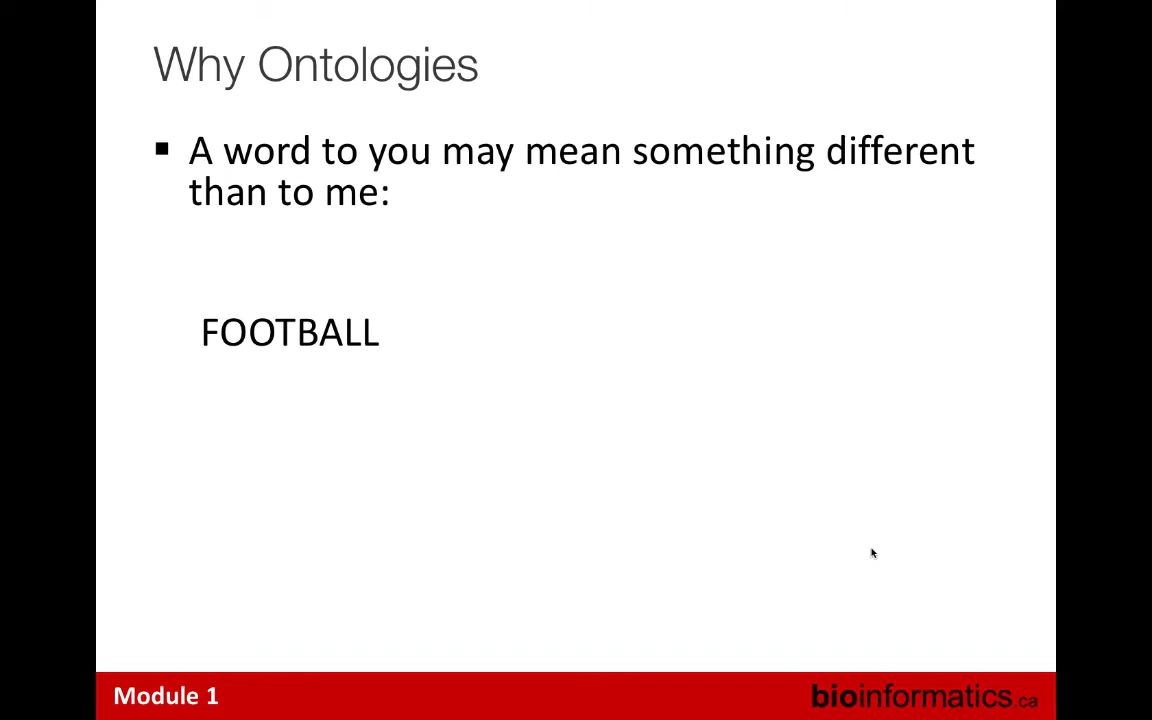 Why Ontologies
▪ A word to you may mean something different
than to me:
FOOTBALL
Module 1
bioinformatics.ca